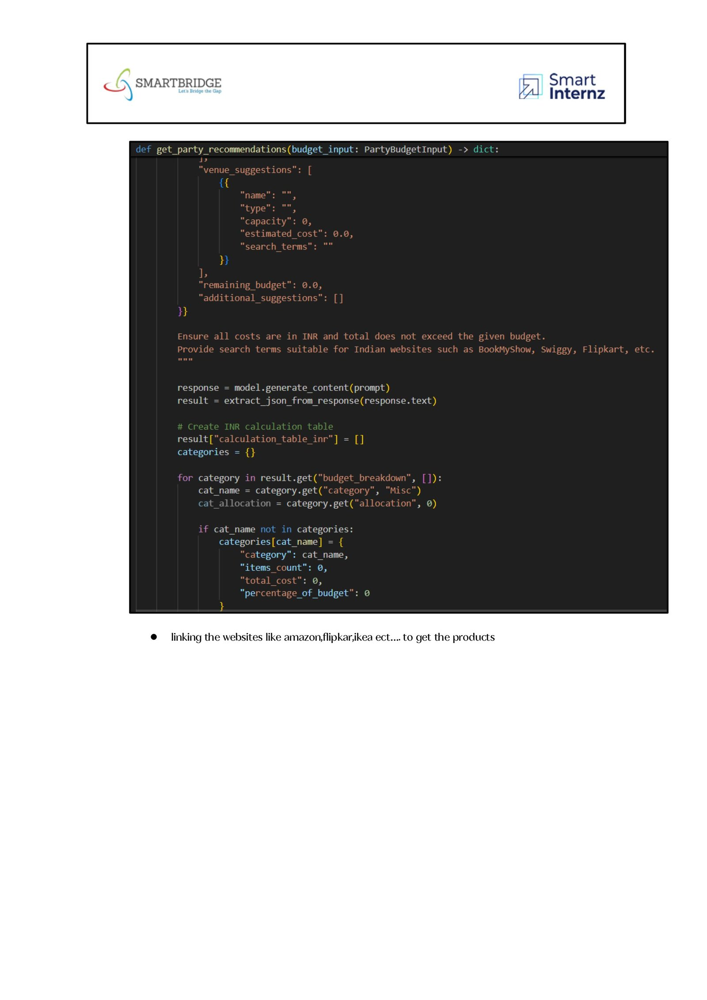 SMARTBRIDGE
Let's Bridge the Gap
Smart
Internz
def get_party_recommendations(budget_input: PartyBudgetInput) -> dict:
],
"venue_suggestions": [
{{
"name": "",
"type": "",
"capacity": 0,
"estimated_cost": 0.0,
"search_terms": ""
}}
],
"remaining_budget": 0.0,
"additional_suggestions": []
}}
Ensure all costs are in INR and total does not exceed the given budget.
Provide search terms suitable for Indian websites such as BookMyShow, Swiggy, Flipkart, etc.
"""
response = model.generate_content(prompt)
result = extract_json_from_response(response.text)
# Create INR calculation table
result["calculation_table_inr"] = []
categories = {}
for category in result.get("budget_breakdown", []):
cat_name = category.get("category", "Misc")
cat_allocation = category.get("allocation", 0)
if cat_name not in categories:
categories[cat_name] = {
"category": cat_name,
"items_count": 0,
"total_cost": 0,
"percentage_of_budget": 0
}
● linking the websites like amazon,flipkar,ikea ect.... to get the products